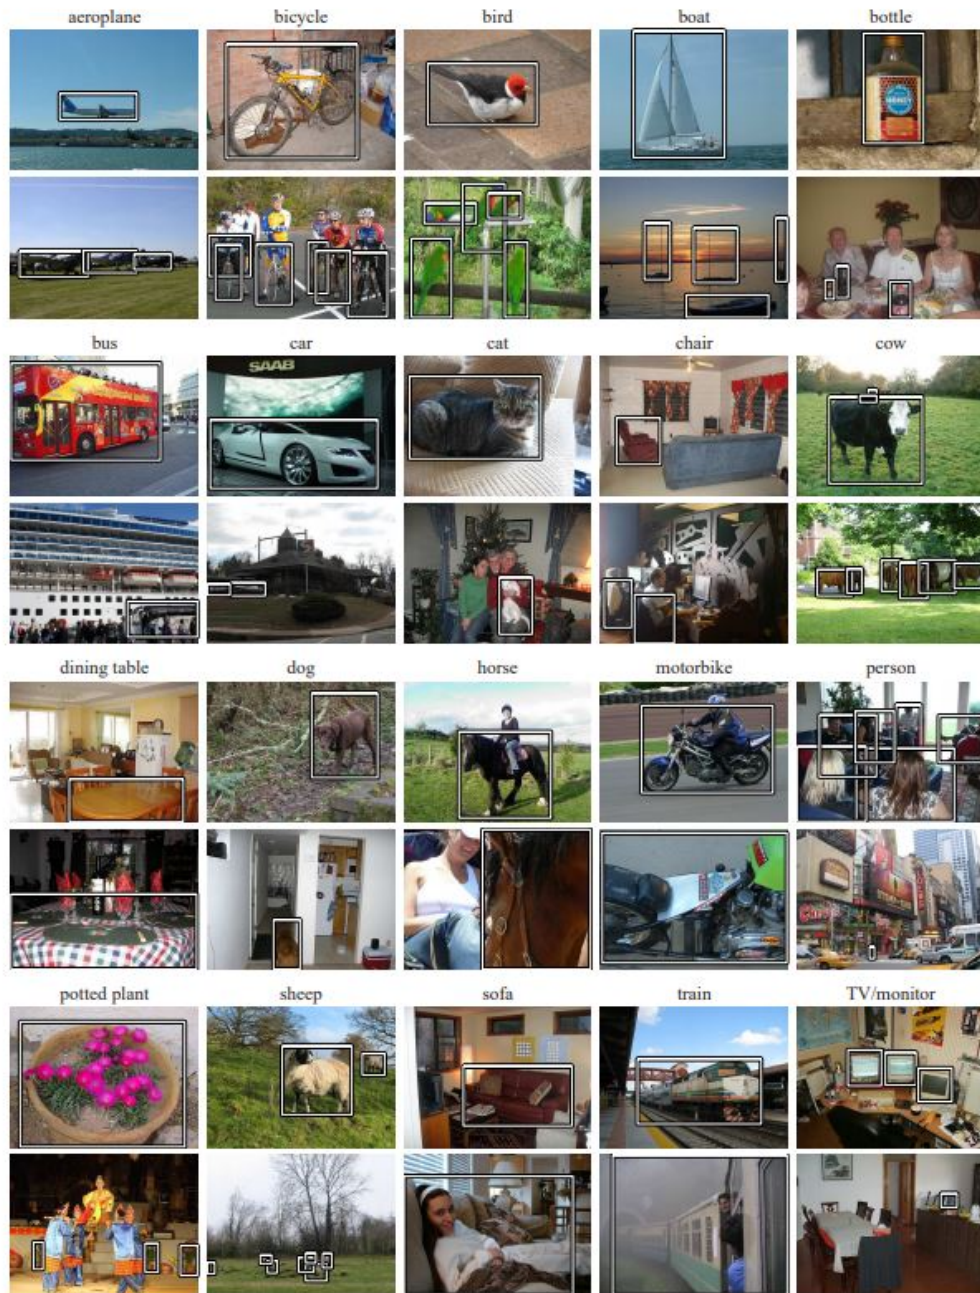 aeroplane bicycle bird boat bottle
bus car cat chair cow
SAAB
dining table dog horse motorbike person
potted plant sheep sofa train TV/monitor